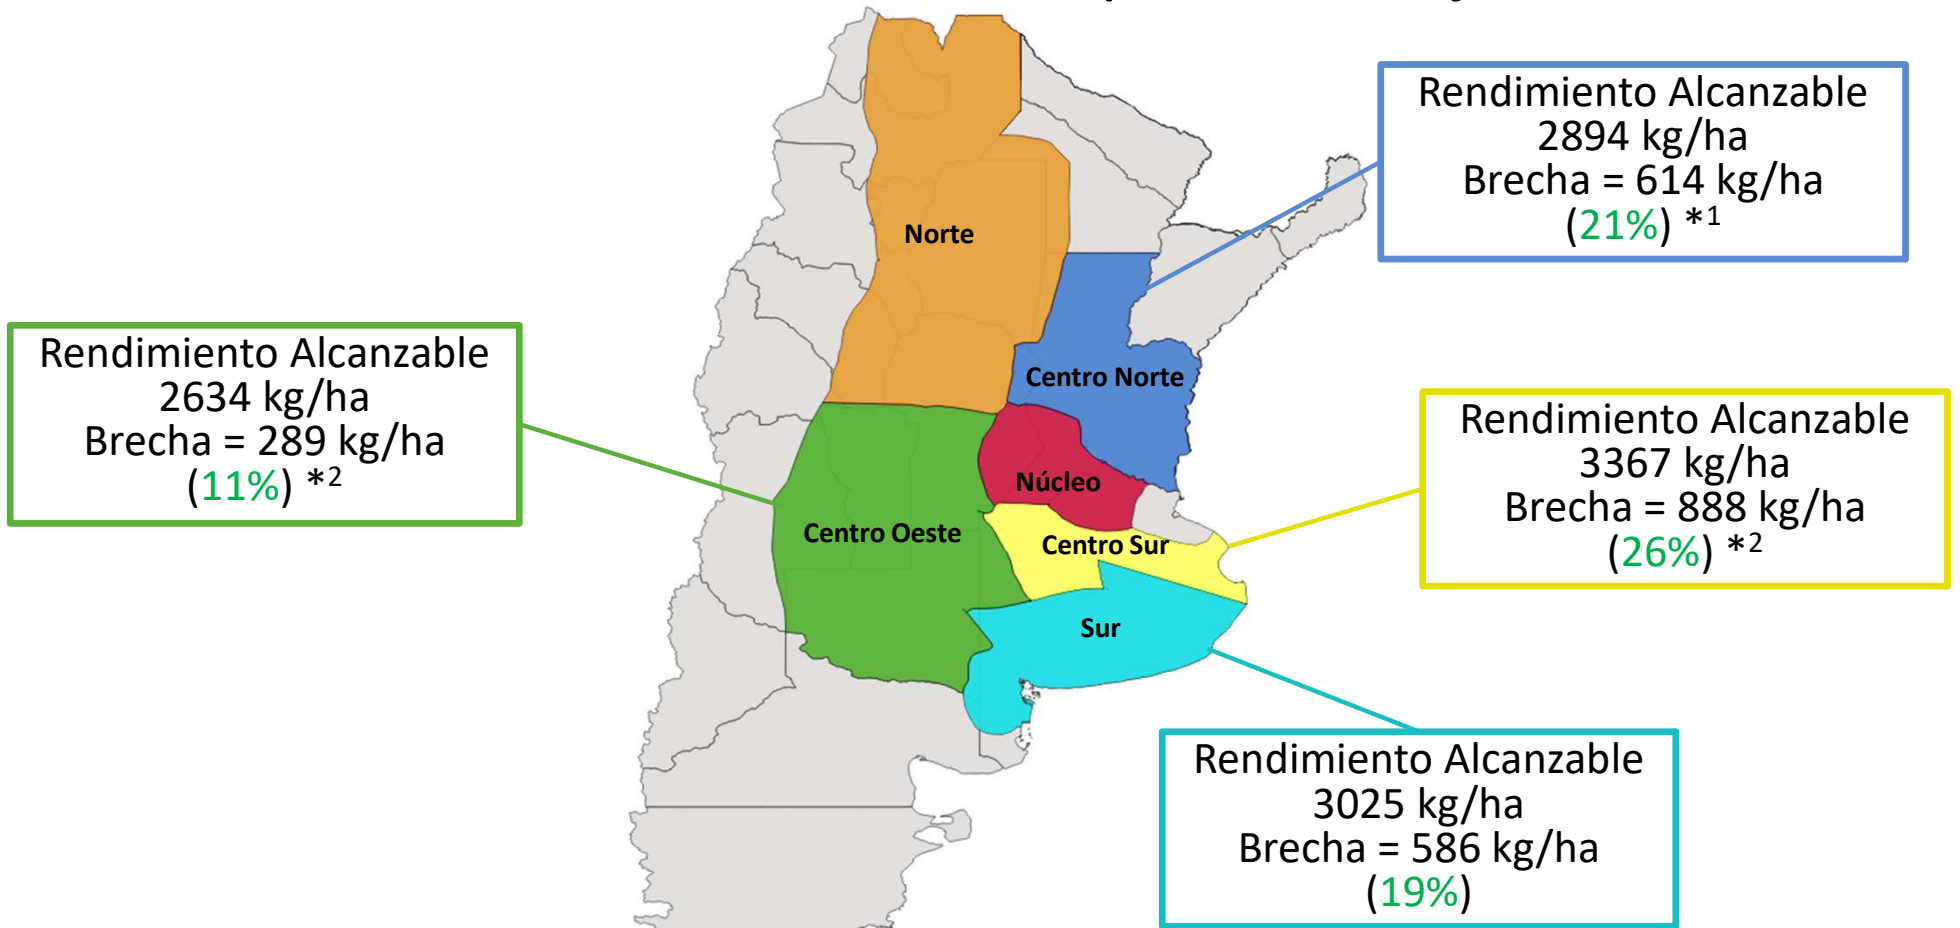 Rendimiento Alcanzable
2894 kg/ha
Brecha = 614 kg/ha
(21%) *1
Norte
Rendimiento Alcanzable
2634 kg/ha
Brecha = 289 kg/ha
(11%) *2
Centro Norte
Rendimiento Alcanzable
3367 kg/ha
Brecha = 888 kg/ha
(26%) *2
Núcleo
Centro Oeste
Centro Sur
Sur
Rendimiento Alcanzable
3025 kg/ha
Brecha = 586 kg/ha
(19%)